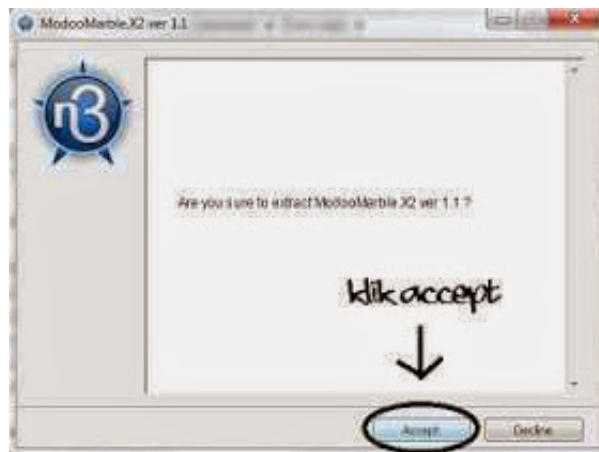 ModooMarble.X2 ver 1.1
n3
Are you sure to extract ModooMarble.X2 ver 1.1 ?
klik accept
Accept
Decline